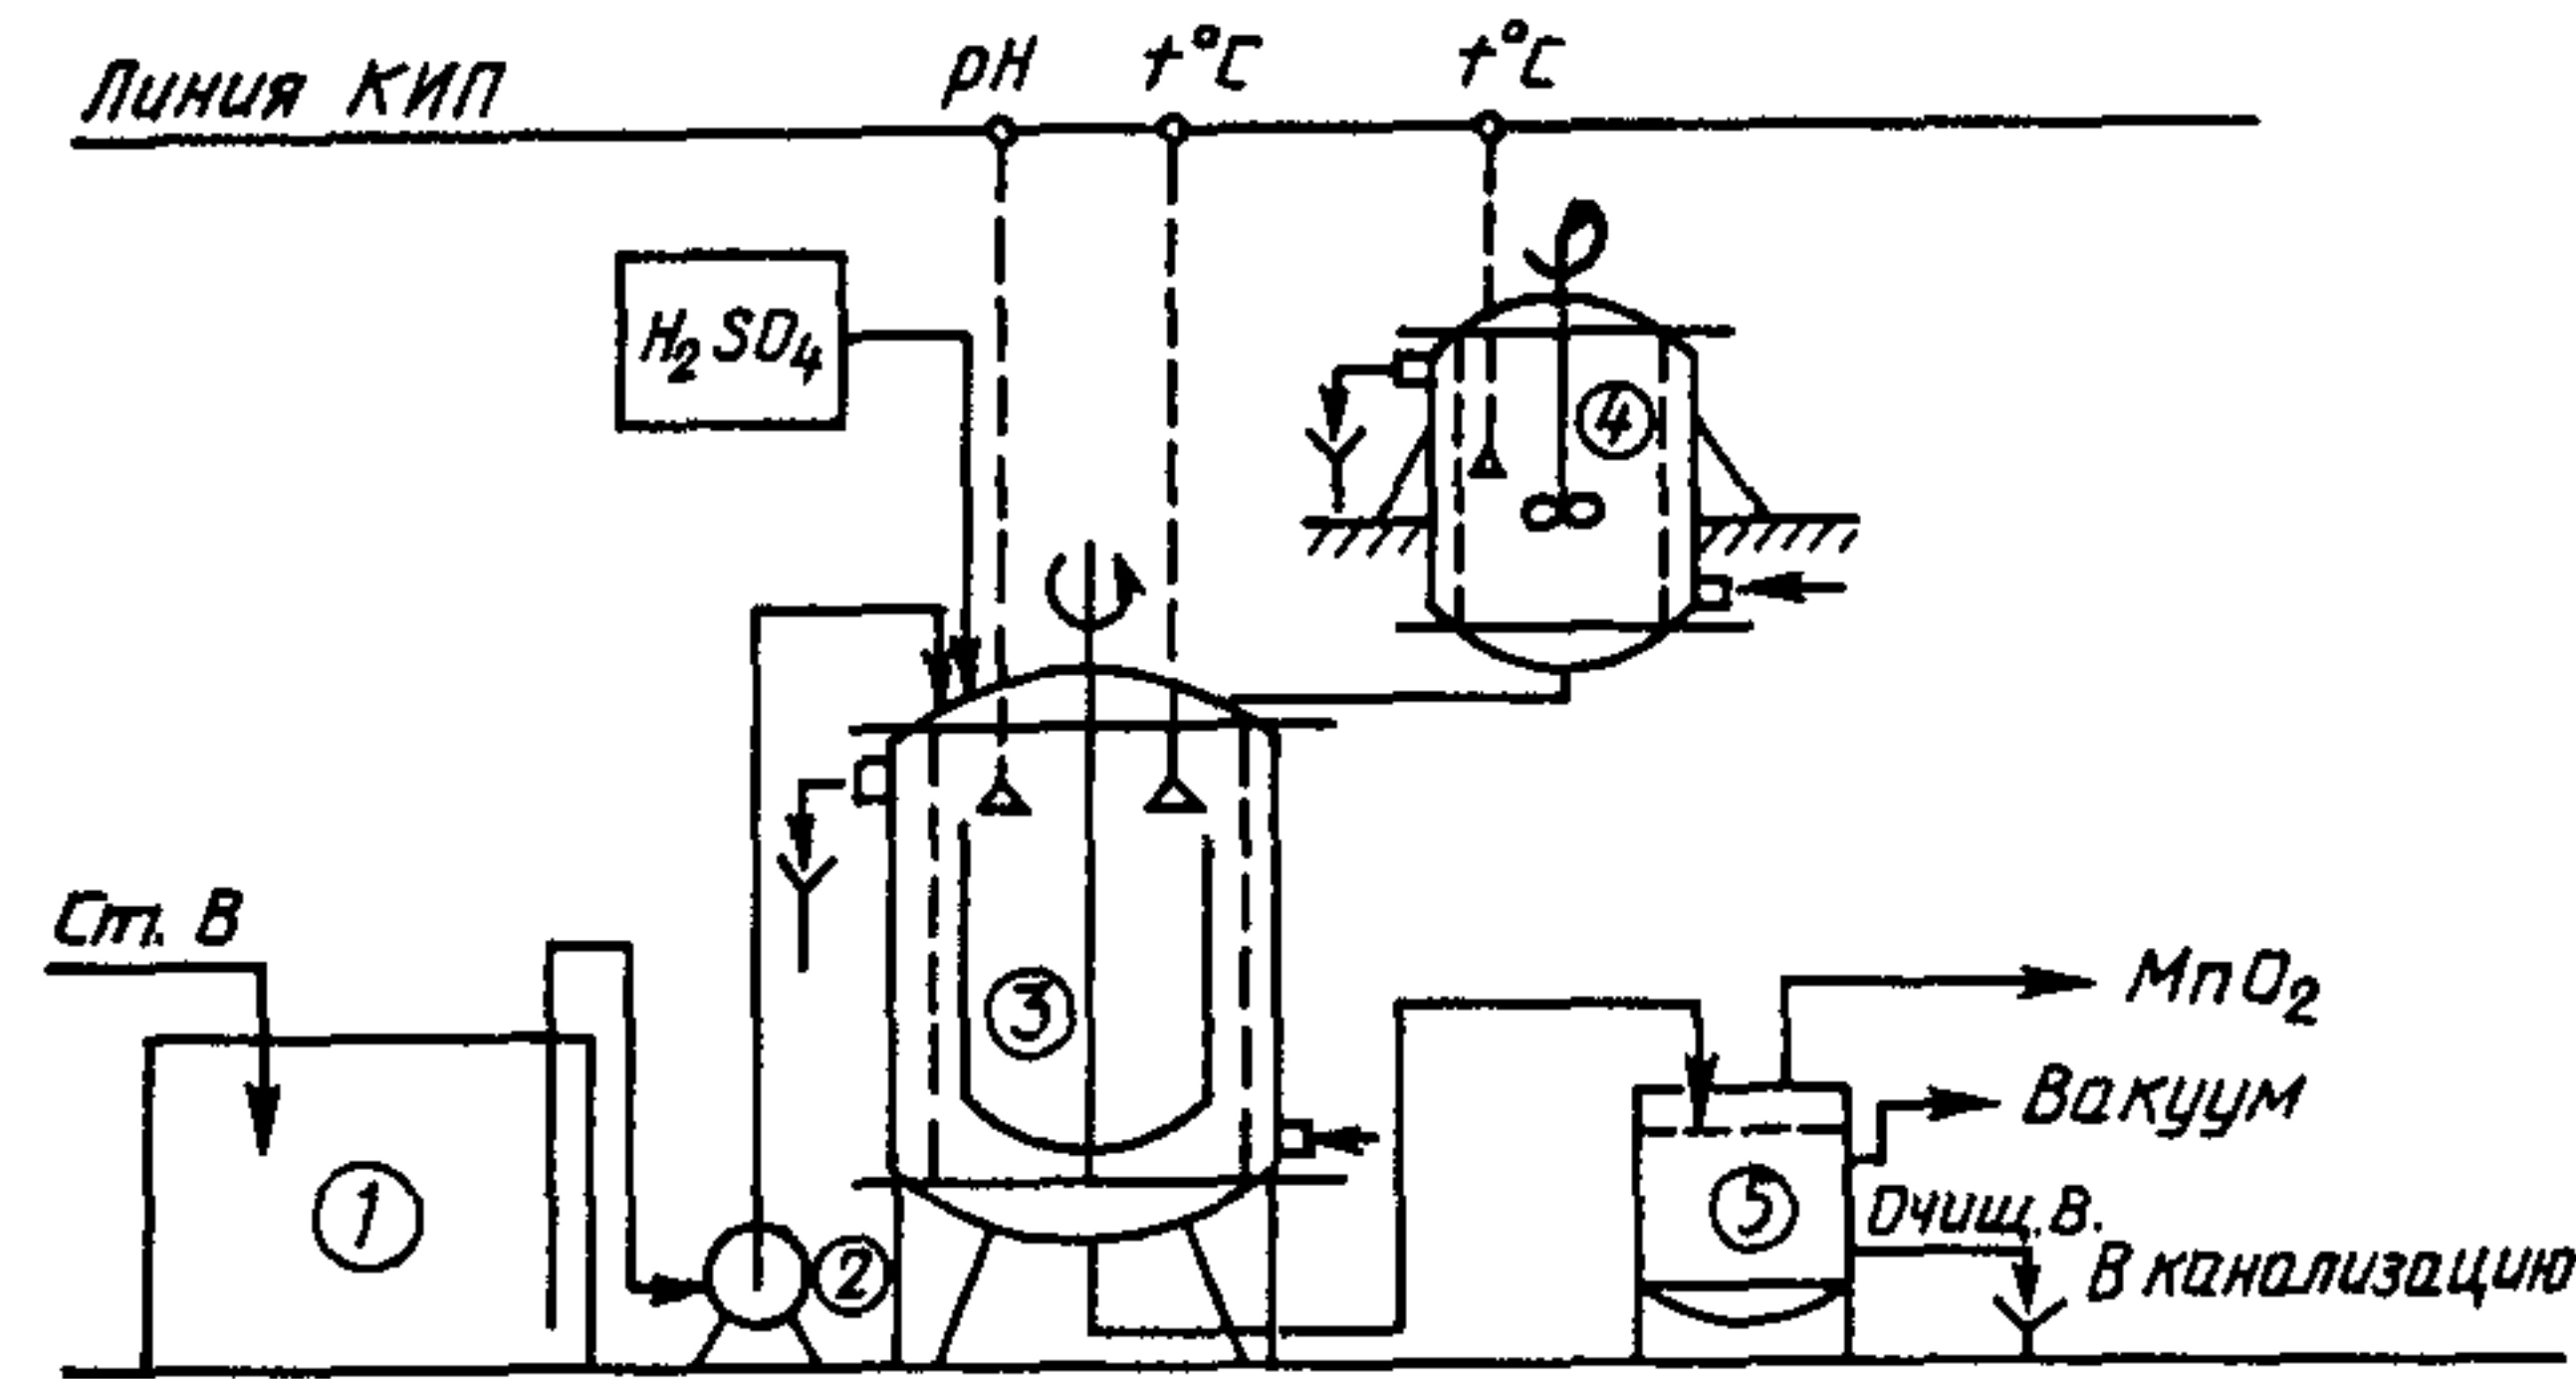 Линия КИП
pH
t°C
t°C
H₂SO₄
4
Ст. В
3
MnO₂
Вакуум
1
5
Очищ. В.
2
В канализацию